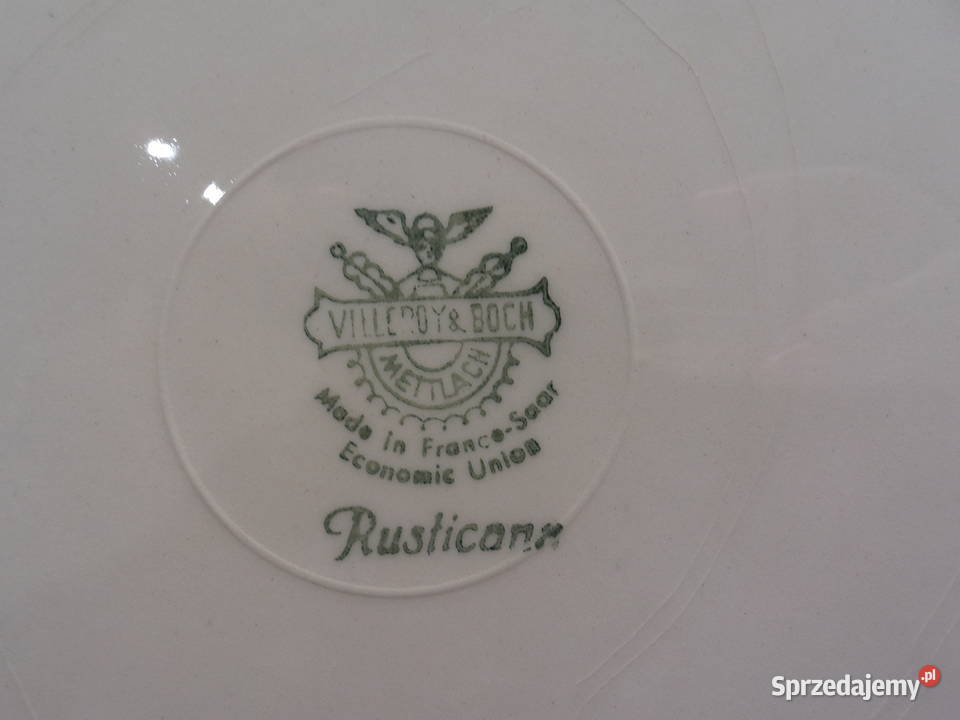 VILLEROY & BOCH
METTLACH
Made in France-Saar
Economic Union
Rusticana
Sprzedajemy.pl